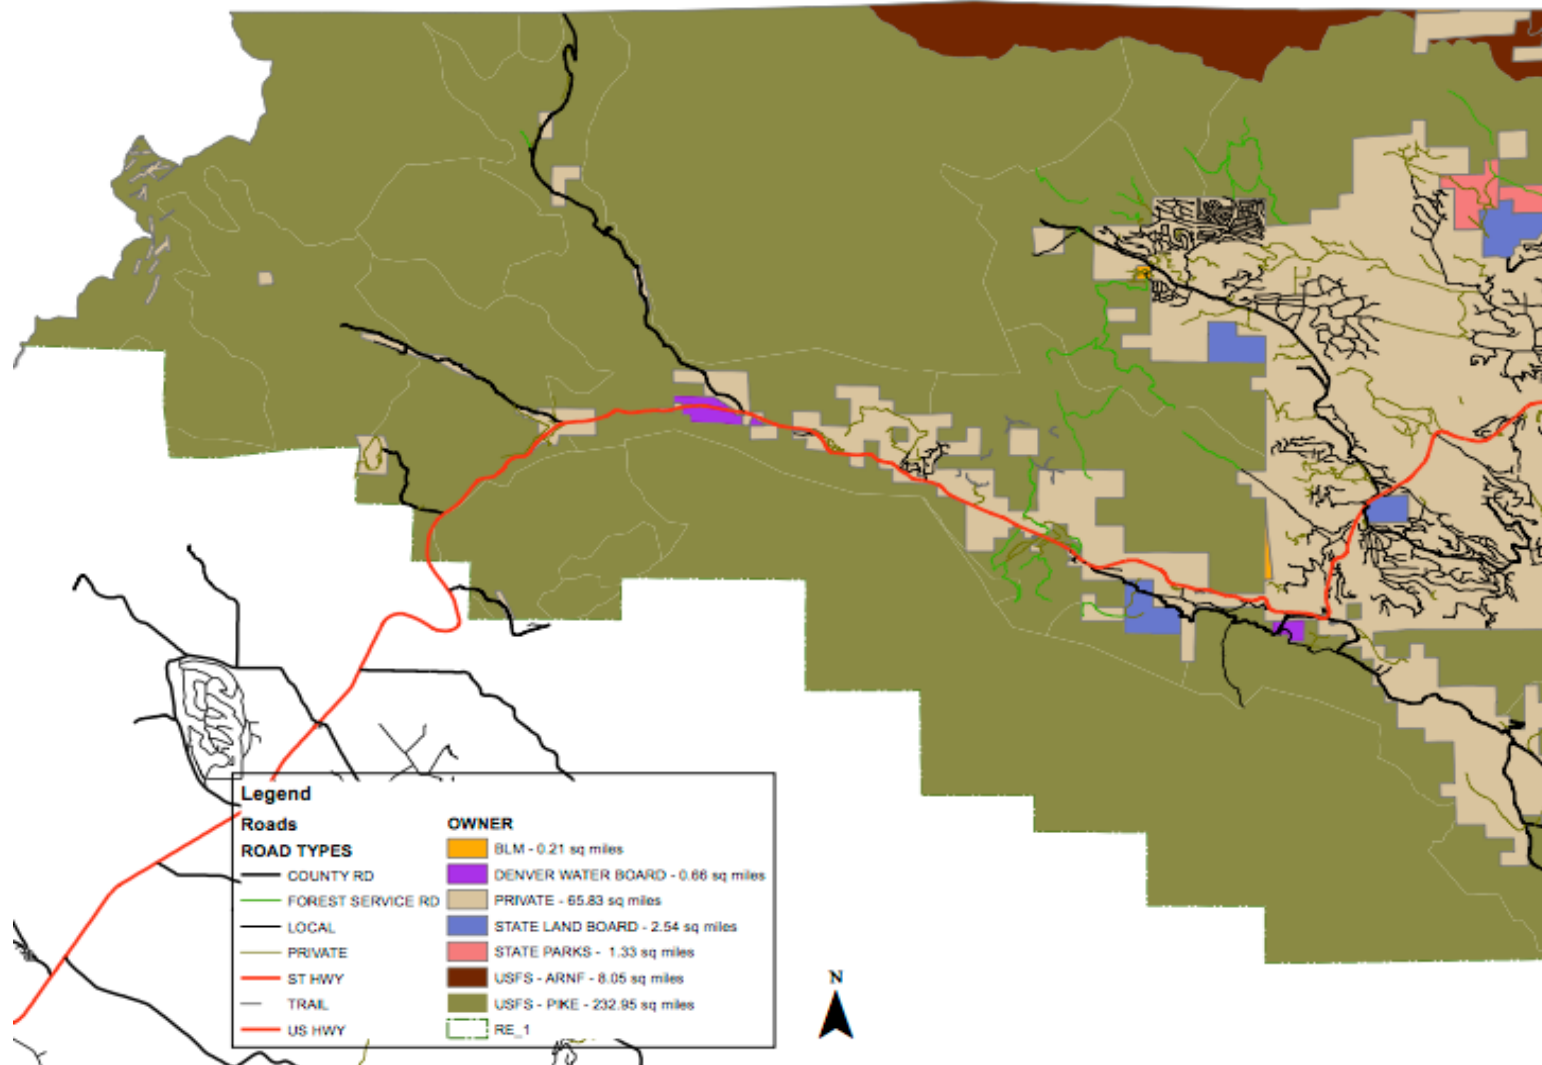 N
Legend
Roads
ROAD TYPES
COUNTY RD
FOREST SERVICE RD
LOCAL
PRIVATE
ST HWY
TRAIL
US HWY
OWNER
BLM - 0.21 sq miles
DENVER WATER BOARD - 0.66 sq miles
PRIVATE - 65.83 sq miles
STATE LAND BOARD - 2.54 sq miles
STATE PARKS - 1.33 sq miles
USFS - ARNF - 8.05 sq miles
USFS - PIKE - 232.95 sq miles
RE_1